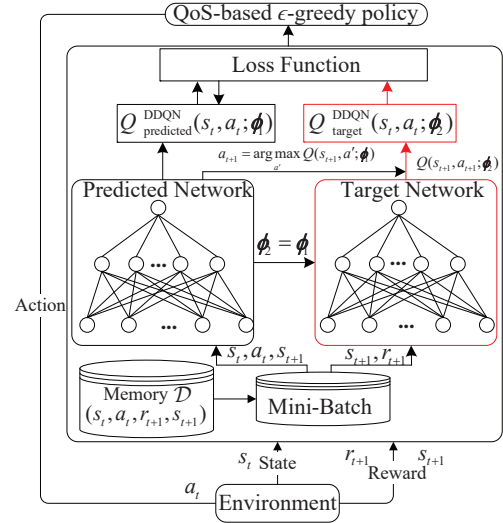 QoS-based ϵ-greedy policy
Loss Function
Q DDQN predicted (s_t, a_t; ϕ_1)
Q DDQN target (s_t, a_t; ϕ_2)
a_{t+1} = arg max_{a'} Q(s_{t+1}, a'; ϕ_1)
Q(s_{t+1}, a_{t+1}; ϕ_2)
Predicted Network
Target Network
...
...
ϕ_2 = ϕ_1
...
...
Action
s_t, a_t, s_{t+1}
s_{t+1}, r_{t+1}
Memory 𝒟
(s_t, a_t, r_{t+1}, s_{t+1})
Mini-Batch
s_t State
r_{t+1} s_{t+1}
Reward
a_t
Environment